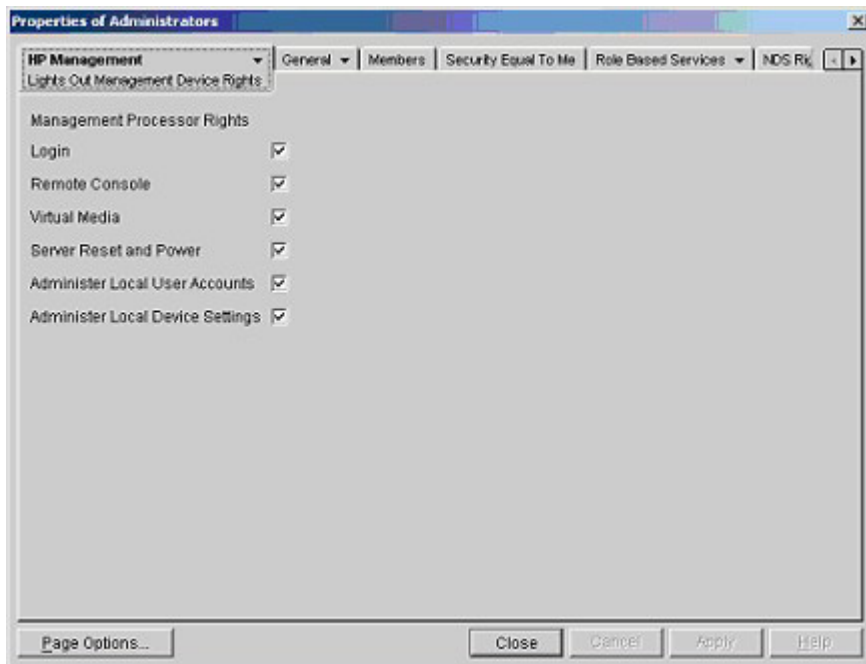 Properties of Administrators
HP Management
General
Members
Security Equal To Me
Role Based Services
NDS Ri
Lights Out Management Device Rights
Management Processor Rights
Login
Remote Console
Virtual Media
Server Reset and Power
Administer Local User Accounts
Administer Local Device Settings
Page Options...
Close
Cancel
Apply
Help